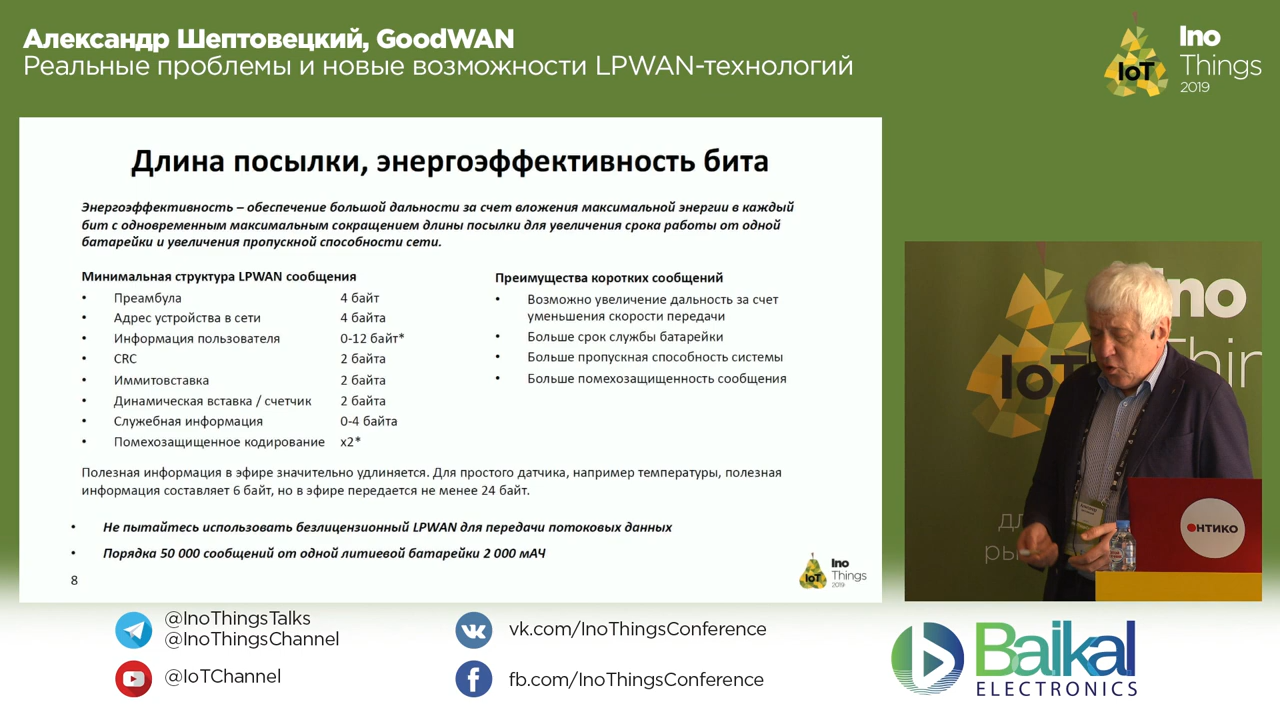 Александр Шептовецкий, GoodWAN
Реальные проблемы и новые возможности LPWAN-технологий
IoT
Ino
Things
2019
Длина посылки, энергоэффективность бита
Энергоэффективность – обеспечение большой дальности за счет вложения максимальной энергии в каждый
бит с одновременным максимальным сокращением длины посылки для увеличения срока работы от одной
батарейки и увеличения пропускной способности сети.
Минимальная структура LPWAN сообщения
• Преамбула 4 байт
• Адрес устройства в сети 4 байта
• Информация пользователя 0-12 байт*
• CRC 2 байта
• Иммитовставка 2 байта
• Динамическая вставка / счетчик 2 байта
• Служебная информация 0-4 байта
• Помехозащищенное кодирование x2*
Преимущества коротких сообщений
• Возможно увеличение дальность за счет
уменьшения скорости передачи
• Больше срок службы батарейки
• Больше пропускная способность системы
• Больше помехозащищенность сообщения
Полезная информация в эфире значительно удлиняется. Для простого датчика, например температуры, полезная
информация составляет 6 байт, но в эфире передается не менее 24 байт.
• Не пытайтесь использовать безлицензионный LPWAN для передачи потоковых данных
• Порядка 50 000 сообщений от одной литиевой батарейки 2 000 мАЧ
8
IoT
Ino
Things
2019
Ino
Thin
IoT
дл
ры
ОНТИКО
@InoThingsTalks
@InoThingsChannel
@IoTChannel
vk.com/InoThingsConference
fb.com/InoThingsConference
Baikal
ELECTRONICS